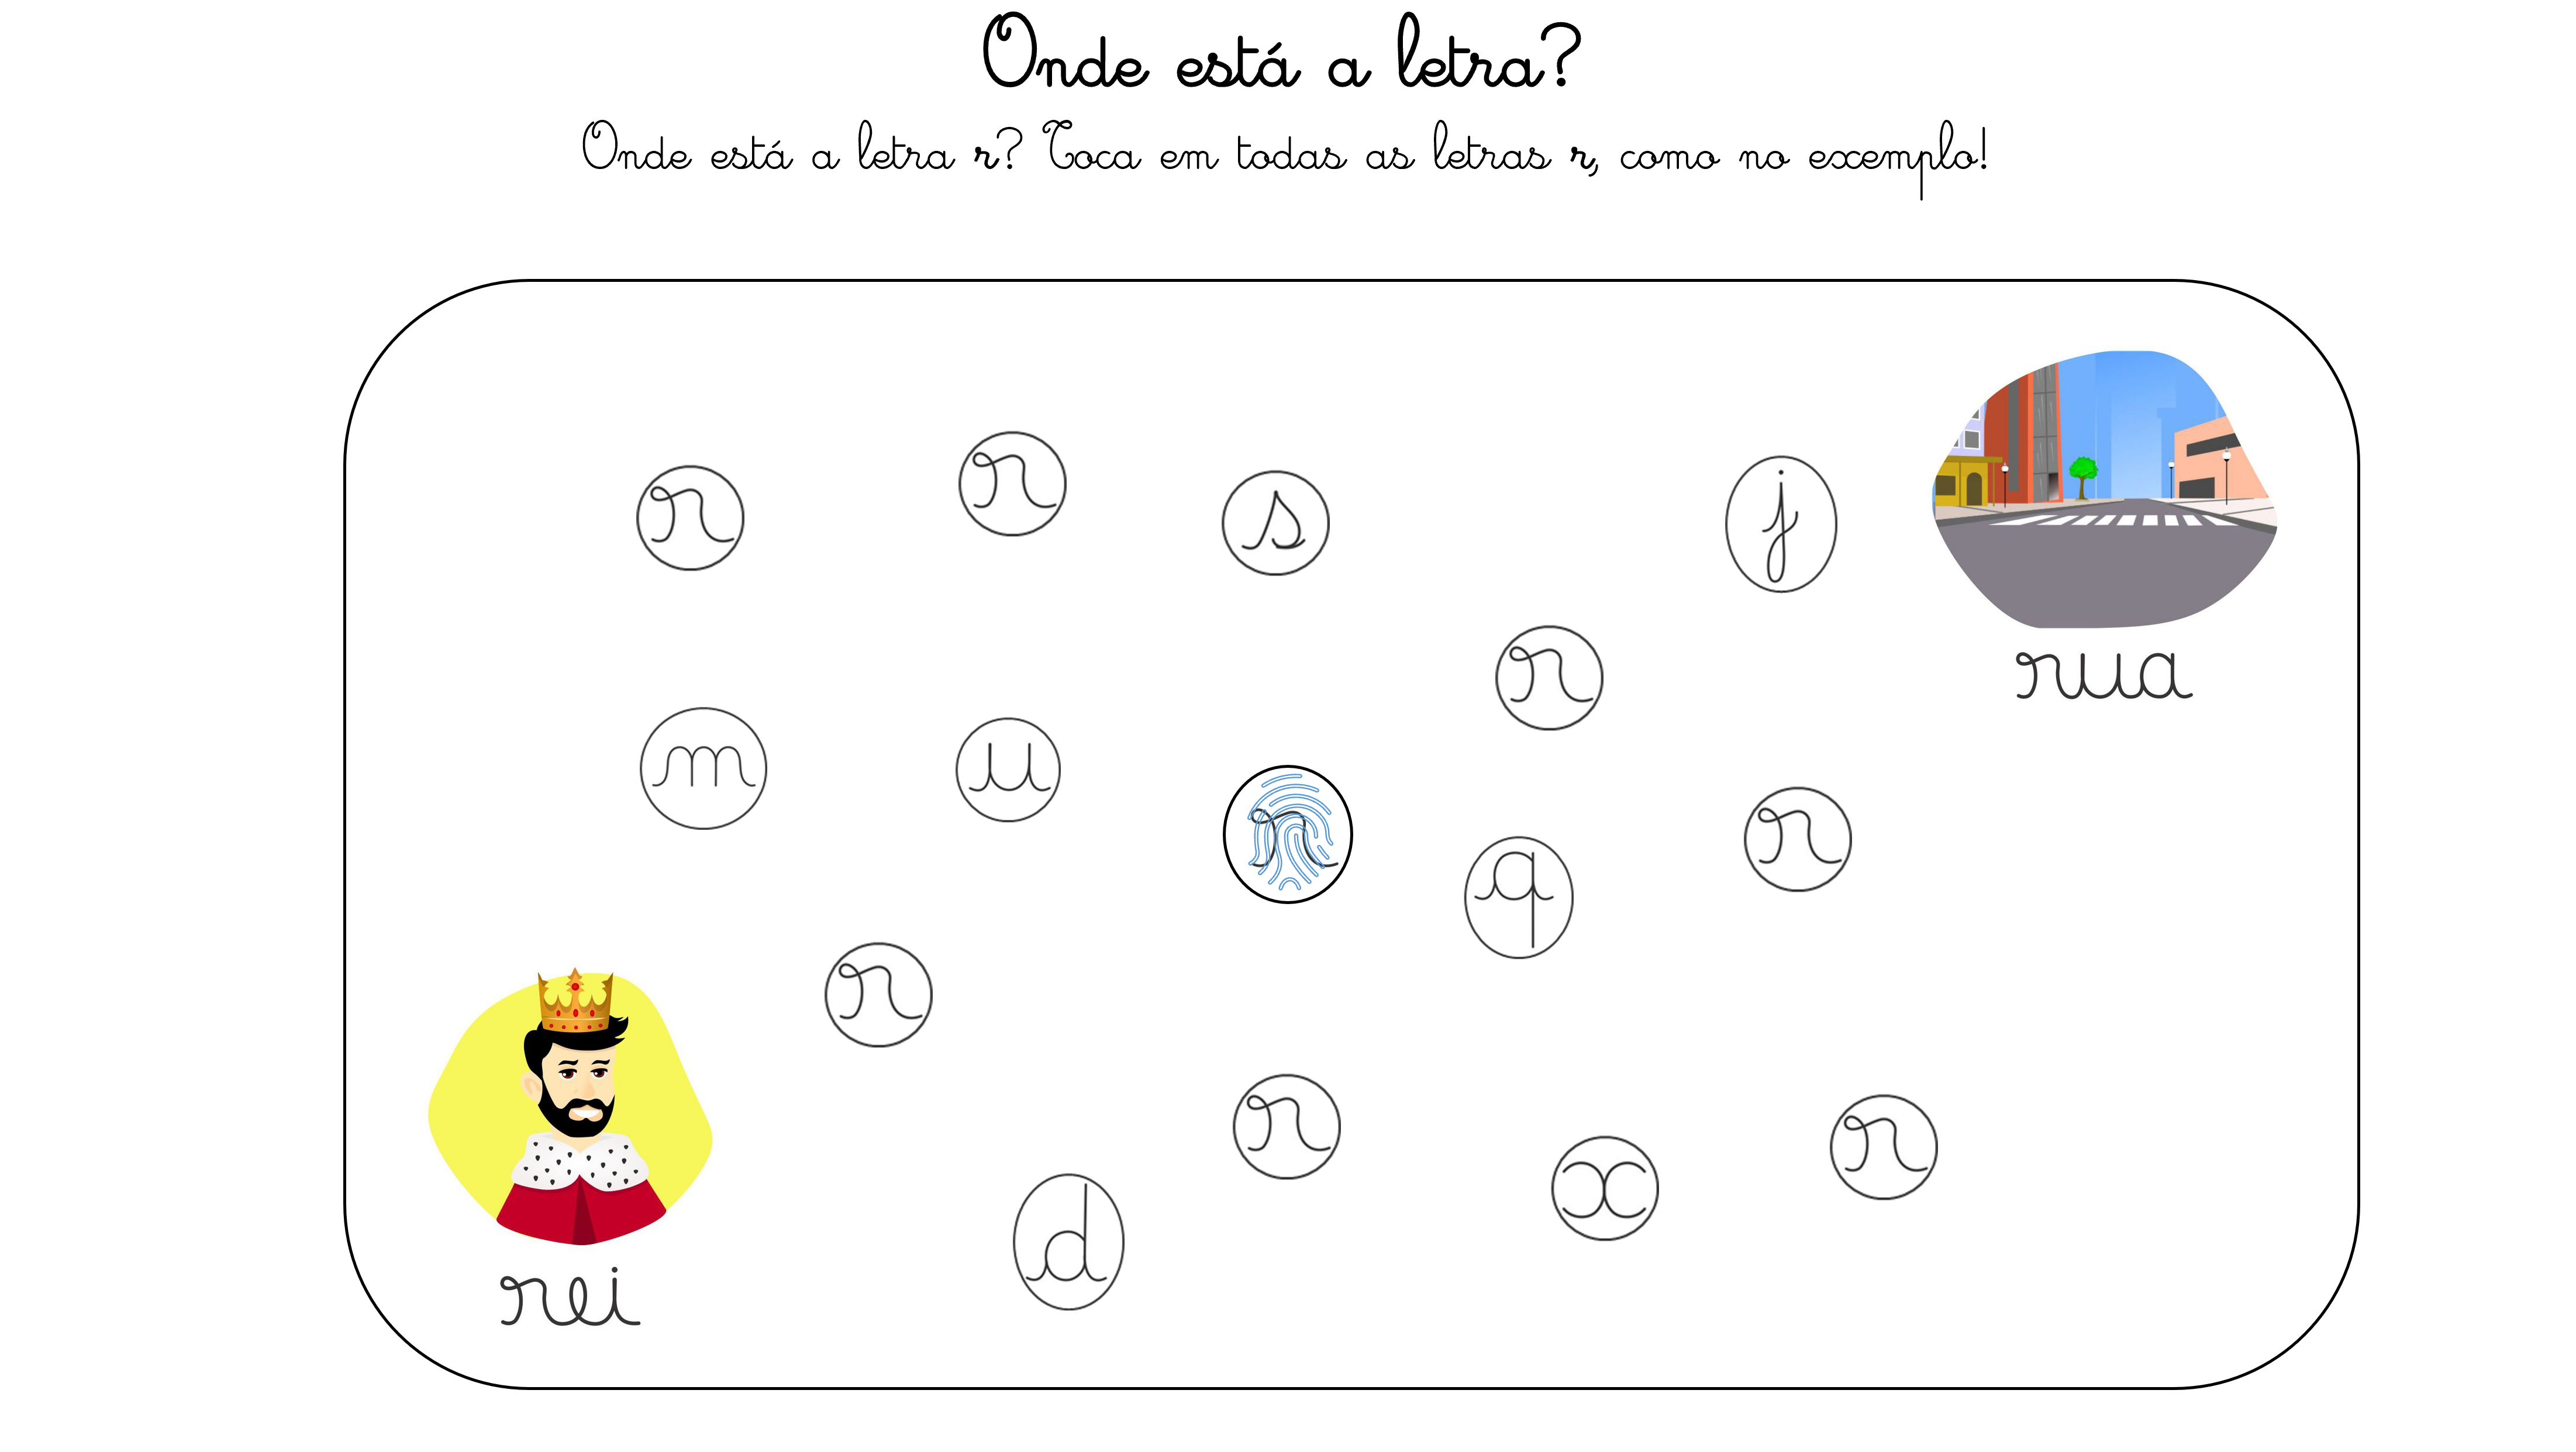 Onde está a letra?
Onde está a letra r? Toca em todas as letras r, como no exemplo!
r
r
s
j
r
rua
m
u
r
r
q
r
r
r
x
d
rei